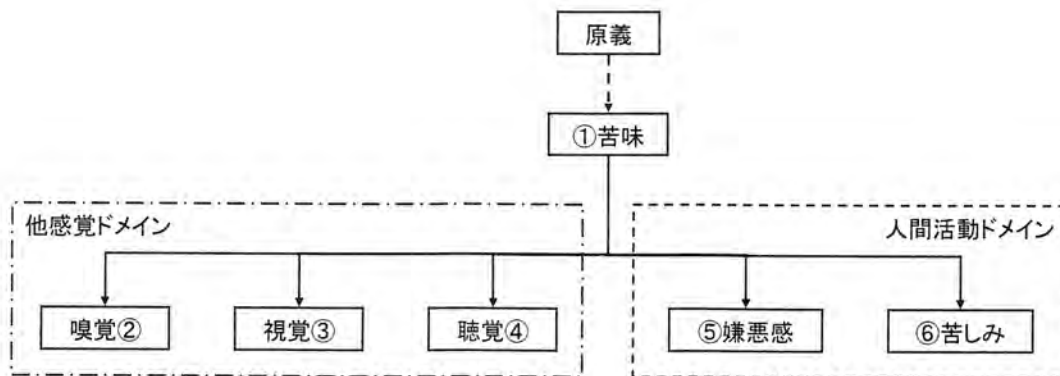 原義
①苦味
他感覚ドメイン
人間活動ドメイン
嗅覚②
視覚③
聴覚④
⑤嫌悪感
⑥苦しみ